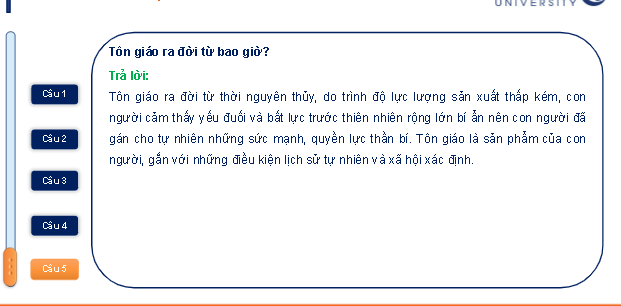 UNIVERSITY
Tôn giáo ra đời từ bao giờ?
Trả lời:
Tôn giáo ra đời từ thời nguyên thủy, do trình độ lực lượng sản xuất thấp kém, con
người cảm thấy yếu đuối và bất lực trước thiên nhiên rộng lớn bí ẩn nên con người đã
gán cho tự nhiên những sức mạnh, quyền lực thần bí. Tôn giáo là sản phẩm của con
người, gắn với những điều kiện lịch sử tự nhiên và xã hội xác định.
Câu 1
Câu 2
Câu 3
Câu 4
Câu 5